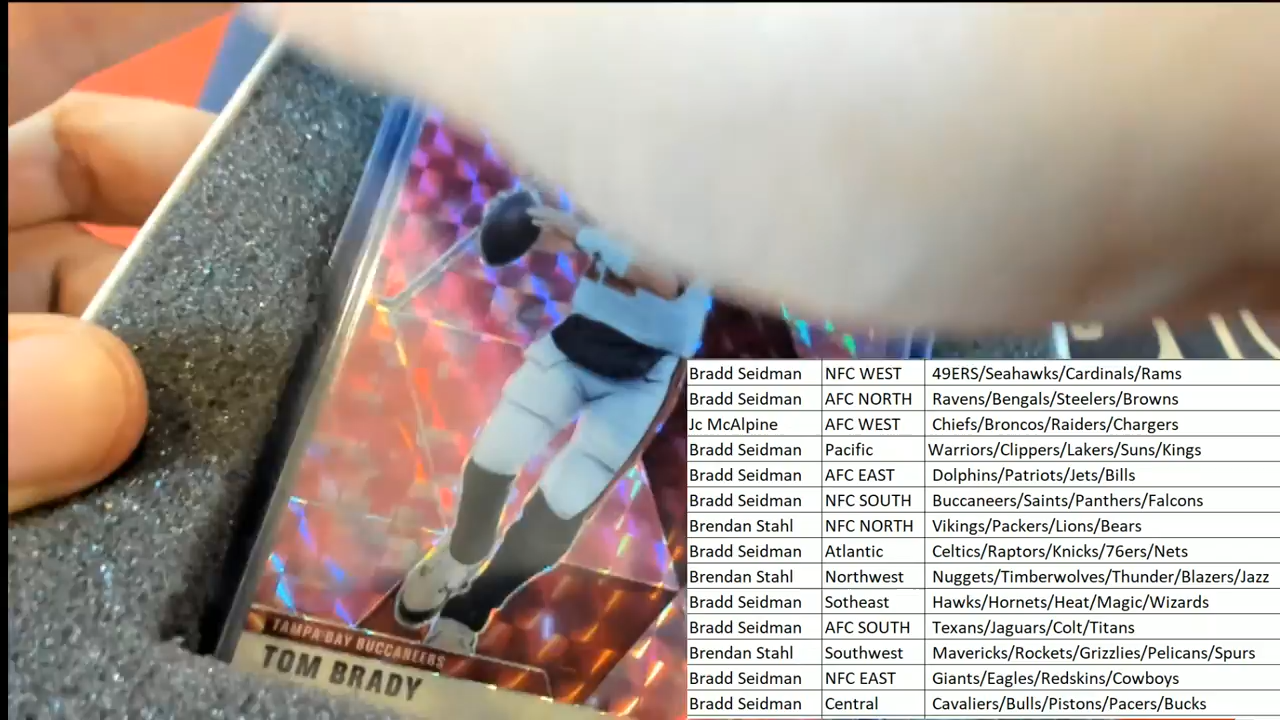 TAMPA BAY BUCCANEERS
TOM BRADY
Bradd Seidman NFC WEST 49ERS/Seahawks/Cardinals/Rams
Bradd Seidman AFC NORTH Ravens/Bengals/Steelers/Browns
Jc McAlpine AFC WEST Chiefs/Broncos/Raiders/Chargers
Bradd Seidman Pacific Warriors/Clippers/Lakers/Suns/Kings
Bradd Seidman AFC EAST Dolphins/Patriots/Jets/Bills
Bradd Seidman NFC SOUTH Buccaneers/Saints/Panthers/Falcons
Brendan Stahl NFC NORTH Vikings/Packers/Lions/Bears
Bradd Seidman Atlantic Celtics/Raptors/Knicks/76ers/Nets
Brendan Stahl Northwest Nuggets/Timberwolves/Thunder/Blazers/Jazz
Bradd Seidman Sotheast Hawks/Hornets/Heat/Magic/Wizards
Bradd Seidman AFC SOUTH Texans/Jaguars/Colt/Titans
Brendan Stahl Southwest Mavericks/Rockets/Grizzlies/Pelicans/Spurs
Bradd Seidman NFC EAST Giants/Eagles/Redskins/Cowboys
Bradd Seidman Central Cavaliers/Bulls/Pistons/Pacers/Bucks